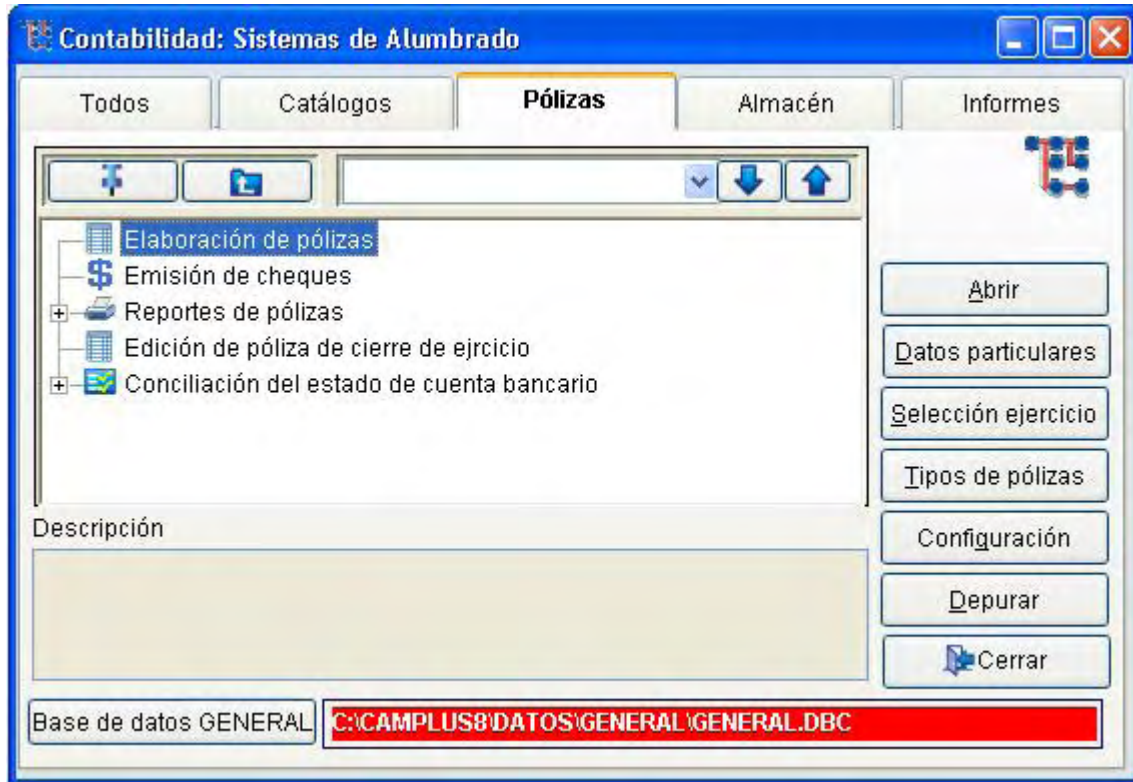 Contabilidad: Sistemas de Alumbrado
Todos Catálogos Pólizas Almacén Informes
Elaboración de pólizas
Emisión de cheques
Reportes de pólizas
Edición de póliza de cierre de ejrcicio
Conciliación del estado de cuenta bancario
Abrir
Datos particulares
Selección ejercicio
Tipos de pólizas
Configuración
Depurar
Cerrar
Descripción
Base de datos GENERAL C:\CAMPLUS8\DATOS\GENERAL\GENERAL.DBC